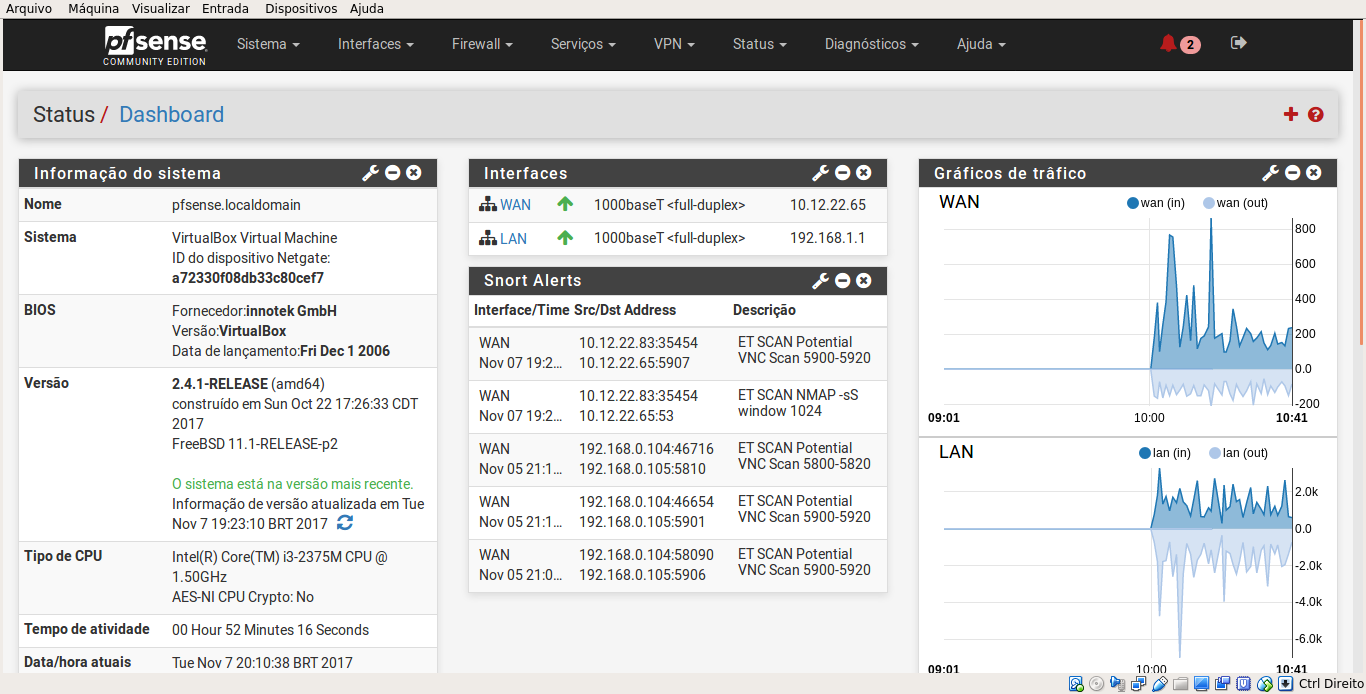 Arquivo Máquina Visualizar Entrada Dispositivos Ajuda
pfsense
COMMUNITY EDITION
Sistema Interfaces Firewall Serviços VPN Status Diagnósticos Ajuda 2
Status / Dashboard
Informação do sistema
Nome pfsense.localdomain
Sistema VirtualBox Virtual Machine
ID do dispositivo Netgate:
a72330f08db33c80cef7
BIOS Fornecedor:innotek GmbH
Versão:VirtualBox
Data de lançamento:Fri Dec 1 2006
Versão 2.4.1-RELEASE (amd64)
construído em Sun Oct 22 17:26:33 CDT
2017
FreeBSD 11.1-RELEASE-p2
O sistema está na versão mais recente.
Informação de versão atualizada em Tue
Nov 7 19:23:10 BRT 2017
Tipo de CPU Intel(R) Core(TM) i3-2375M CPU @
1.50GHz
AES-NI CPU Crypto: No
Tempo de atividade 00 Hour 52 Minutes 16 Seconds
Data/hora atuais Tue Nov 7 20:10:38 BRT 2017
Interfaces
WAN 1000baseT <full-duplex> 10.12.22.65
LAN 1000baseT <full-duplex> 192.168.1.1
Snort Alerts
Interface/Time Src/Dst Address Descrição
WAN 10.12.22.83:35454 ET SCAN Potential
Nov 07 19:2... 10.12.22.65:5907 VNC Scan 5900-5920
WAN 10.12.22.83:35454 ET SCAN NMAP -sS
Nov 07 19:2... 10.12.22.65:53 window 1024
WAN 192.168.0.104:46716 ET SCAN Potential
Nov 05 21:1... 192.168.0.105:5810 VNC Scan 5800-5820
WAN 192.168.0.104:46654 ET SCAN Potential
Nov 05 21:1... 192.168.0.105:5901 VNC Scan 5900-5920
WAN 192.168.0.104:58090 ET SCAN Potential
Nov 05 21:0... 192.168.0.105:5906 VNC Scan 5900-5920
Gráficos de trâfico
WAN wan (in) wan (out)
800
600
400
200
0.0
-200
09:01 10:00 10:41
LAN lan (in) lan (out)
2.0k
0.0
-2.0k
-4.0k
-6.0k
09:01 10:00 10:41
Ctrl Direito